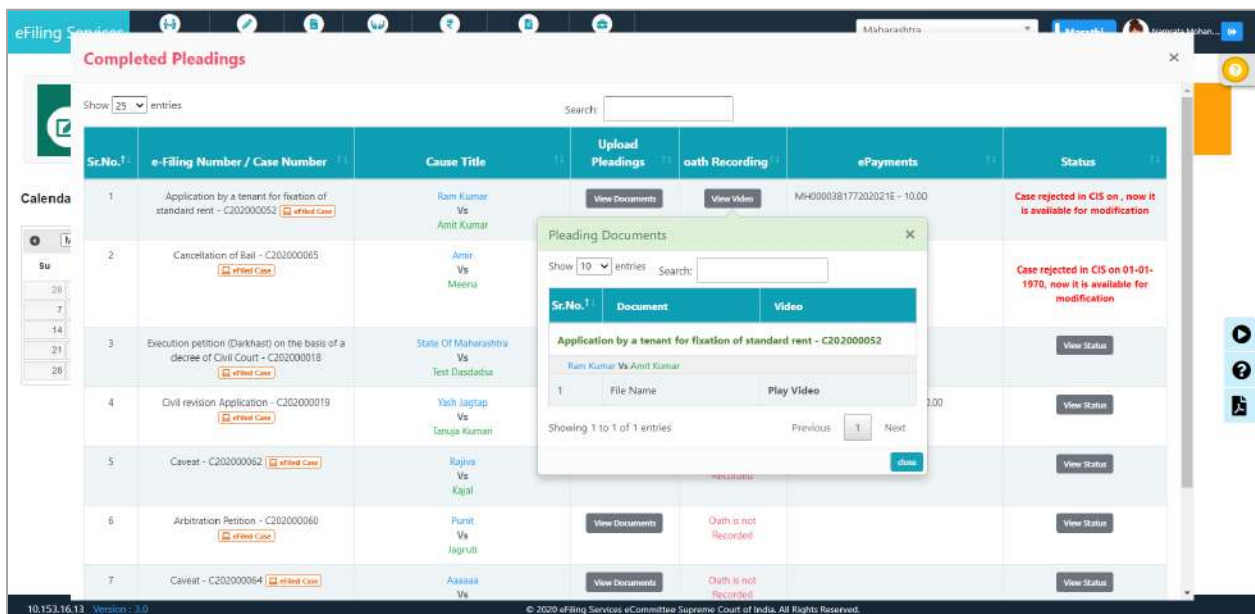 eFiling Services
Maharashtra
Marathi
Namrata Mohan...
Completed Pleadings
×
Show 25 entries
Search:
Sr.No.
e-Filing Number / Case Number
Cause Title
Upload
Pleadings
oath Recording
ePayments
Status
1
Application by a tenant for fixation of
standard rent - C202000052 eFiled Case
Ram Kumar
Vs
Amit Kumar
View Documents
View Video
MH000038177202021E - 10.00
Case rejected in CIS on , now it
is available for modification
Calenda
Su
28
7
14
21
28
2
Cancellation of Bail - C202000065
eFiled Case
Amir
Vs
Meena
Case rejected in CIS on 01-01-
1970, now it is available for
modification
3
Execution petition (Darkhast) on the basis of a
decree of Civil Court - C202000018
eFiled Case
State Of Maharashtra
Vs
Test Dasdadsa
View Status
4
Civil revision Application - C202000019
eFiled Case
Yash Jagtap
Vs
Tanuja Kumari
View Status
5
Caveat - C202000062 eFiled Case
Rajiva
Vs
Kajal
Recorded
View Status
6
Arbitration Petition - C202000060
eFiled Case
Punit
Vs
Jagruti
View Documents
Oath is not
Recorded
View Status
7
Caveat - C202000064 eFiled Case
Aaaaaa
Vs
View Documents
Oath is not
Recorded
View Status
Pleading Documents ×
Show 10 entries Search:
Sr.No. Document Video
Application by a tenant for fixation of standard rent - C202000052
Ram Kumar Vs Amit Kumar
1 File Name Play Video
Showing 1 to 1 of 1 entries
Previous 1 Next
close
10.153.16.13 Version : 3.0
© 2020 eFiling Services eCommittee Supreme Court of India. All Rights Reserved.